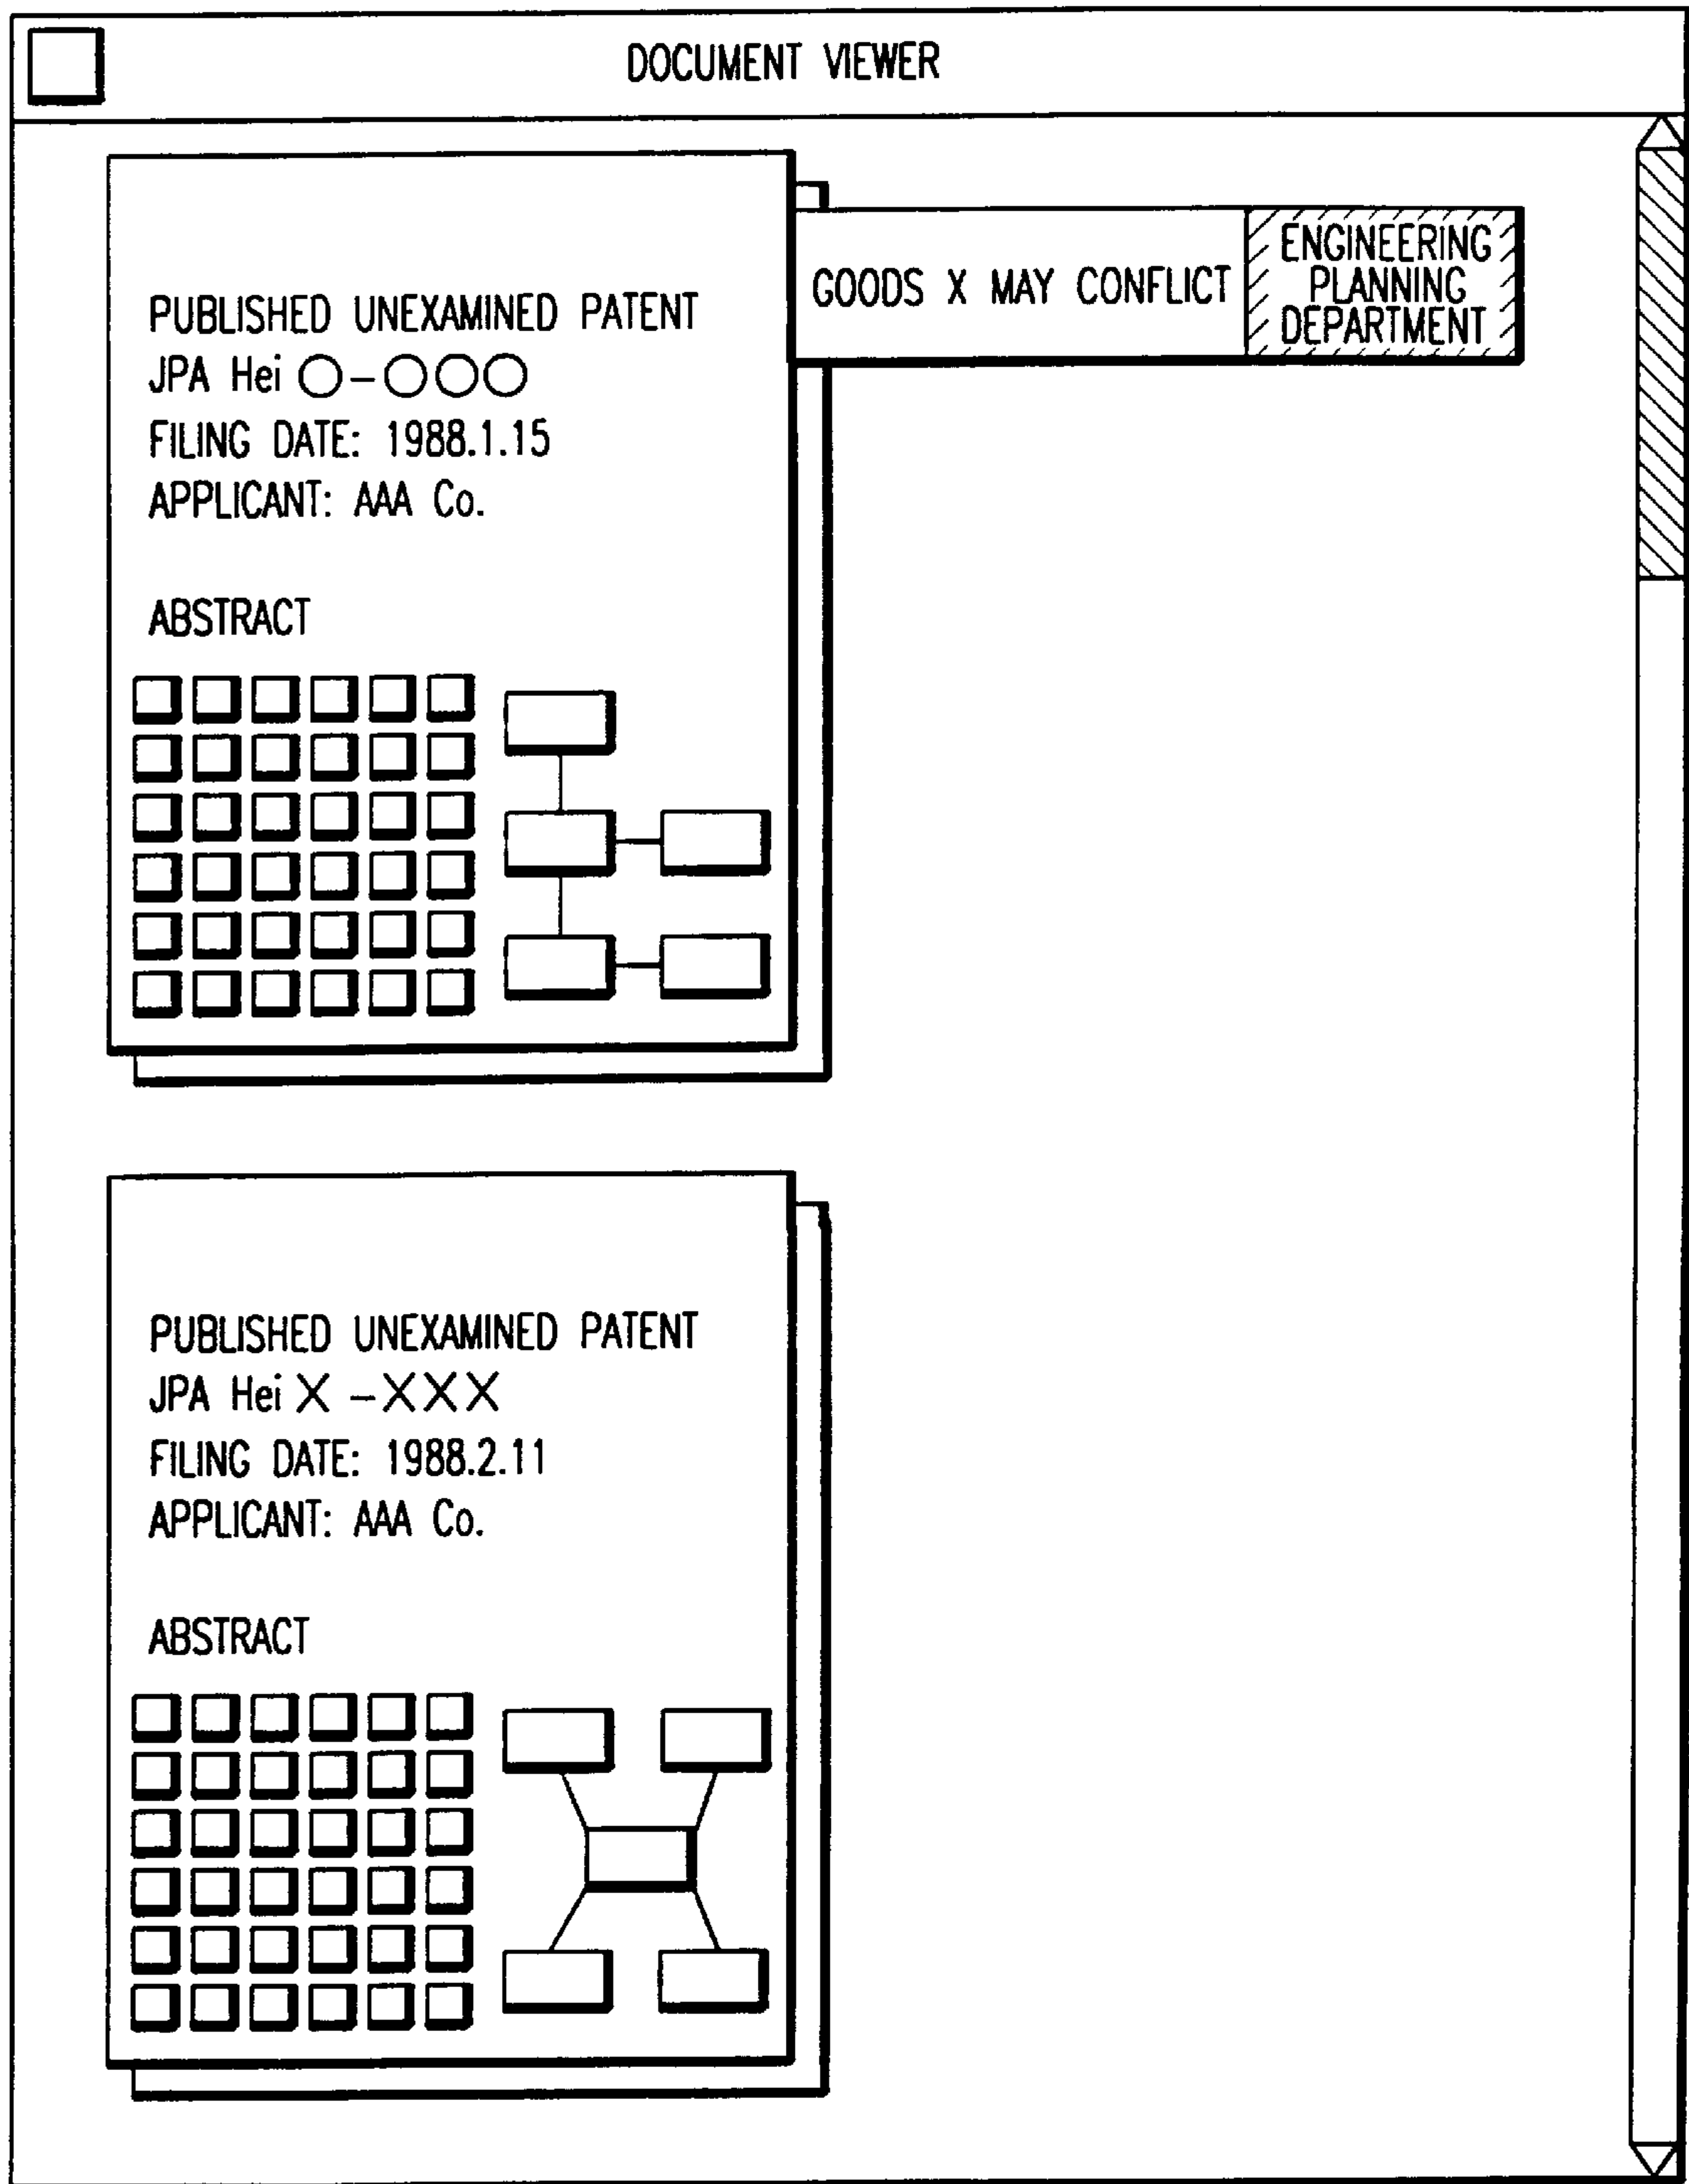 DOCUMENT VIEWER
PUBLISHED UNEXAMINED PATENT
JPA Hei ○-○○○
FILING DATE: 1988.1.15
APPLICANT: AAA Co.
ABSTRACT
GOODS X MAY CONFLICT
ENGINEERING
PLANNING
DEPARTMENT
PUBLISHED UNEXAMINED PATENT
JPA Hei X -XXX
FILING DATE: 1988.2.11
APPLICANT: AAA Co.
ABSTRACT